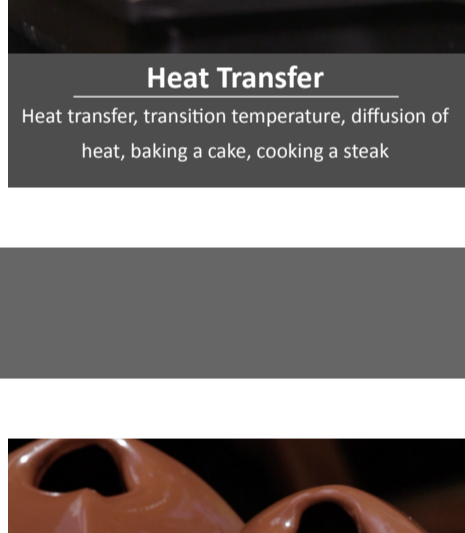 Heat Transfer
Heat transfer, transition temperature, diffusion of
heat, baking a cake, cooking a steak